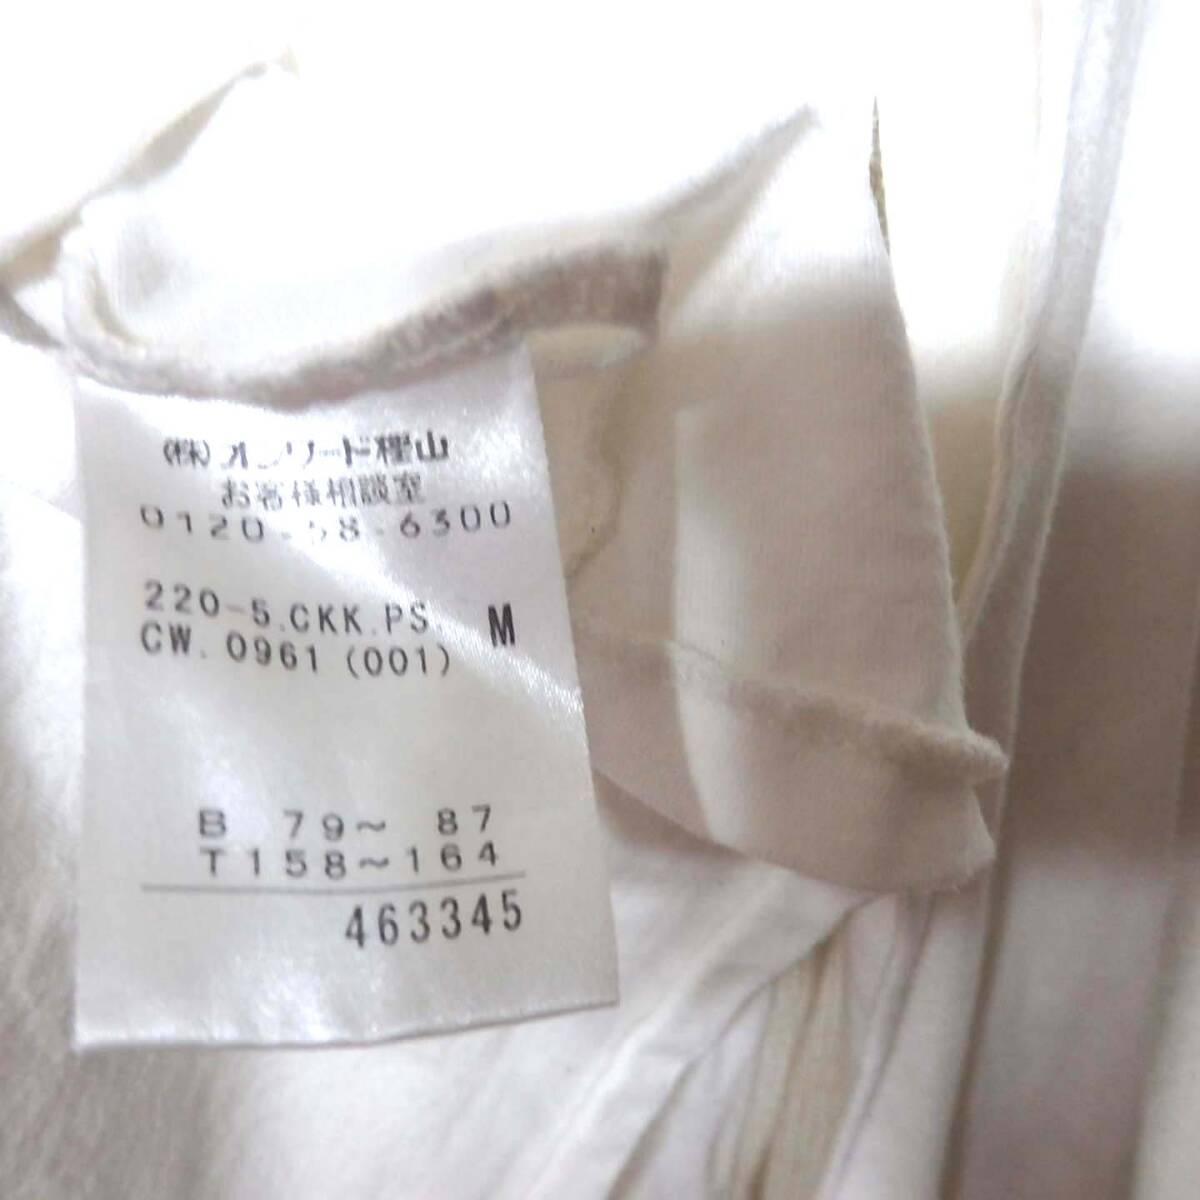 (株)オンワード樫山
お客様相談室
0120-58-6300
220-5.CKK.PS. M
CW. 0961 (001)
B 79~ 87
T158~164
463345